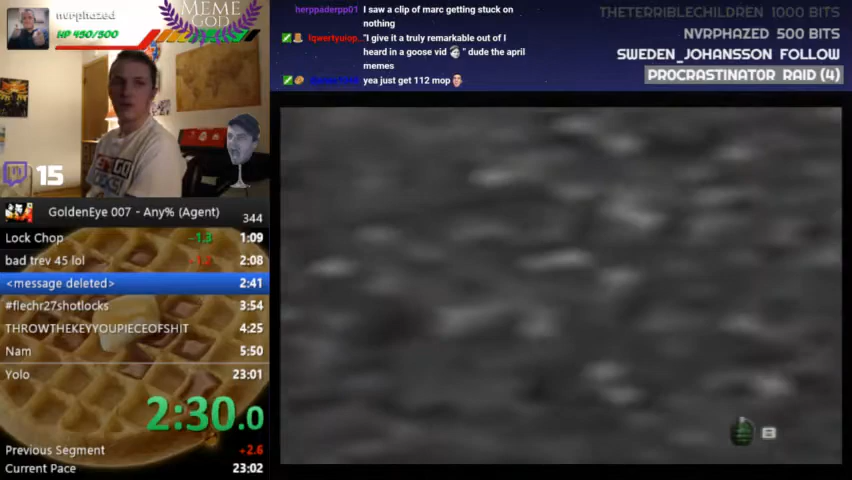 nvrphazed
HP 450/500
MEME
GOD
15
herppaderpp01 I saw a clip of marc getting stuck on
nothing
lqwertyuiop_ "I give it a truly remarkable out of I
heard in a goose vid " dude the april
memes
yea just get 112 mop
THETERRIBLECHILDREN 1000 BITS
NVRPHAZED 500 BITS
SWEDEN_JOHANSSON FOLLOW
PROCRASTINATOR RAID (4)
GoldenEye 007 - Any% (Agent) 344
Lock Chop -1.3 1:09
bad trev 45 lol 2:08
<message deleted> 2:41
#flechr27shotlocks 3:54
THROWTHEKEYYOUPIECEOFSHIT 4:25
Nam 5:50
Yolo 23:01
2:30.0
Previous Segment +2.6
Current Pace 23:02
8